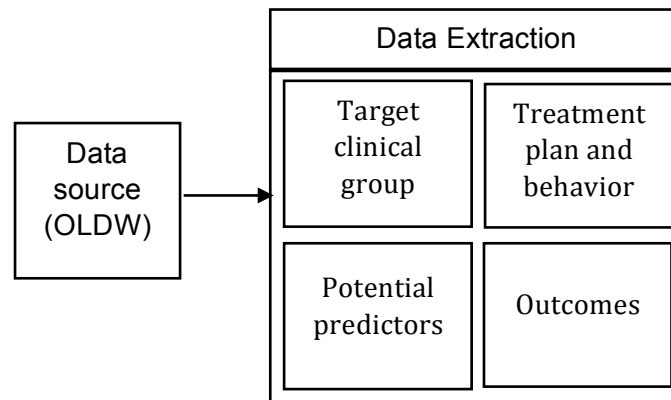 Data Extraction
Data
source
(OLDW)
Target
clinical
group
Treatment
plan and
behavior
Potential
predictors
Outcomes